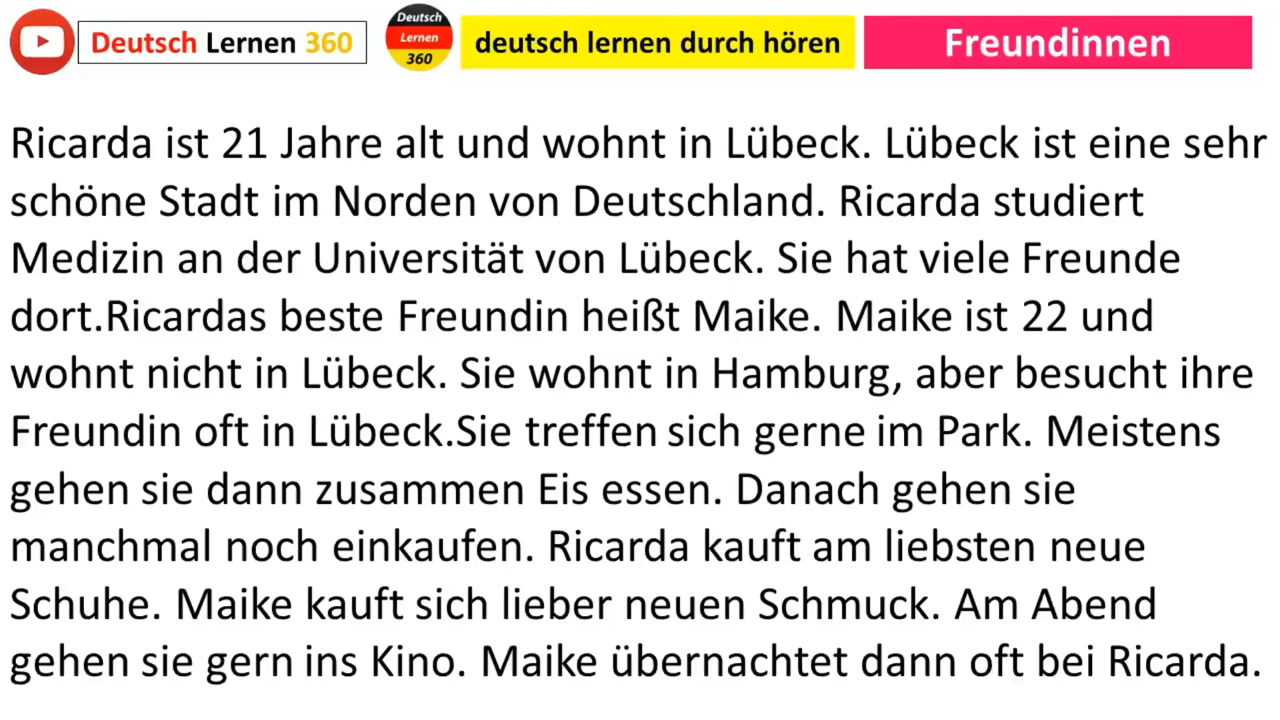 Deutsch Lernen 360
Deutsch
Lernen
360
deutsch lernen durch hören
Freundinnen
Ricarda ist 21 Jahre alt und wohnt in Lübeck. Lübeck ist eine sehr
schöne Stadt im Norden von Deutschland. Ricarda studiert
Medizin an der Universität von Lübeck. Sie hat viele Freunde
dort.Ricardas beste Freundin heißt Maike. Maike ist 22 und
wohnt nicht in Lübeck. Sie wohnt in Hamburg, aber besucht ihre
Freundin oft in Lübeck.Sie treffen sich gerne im Park. Meistens
gehen sie dann zusammen Eis essen. Danach gehen sie
manchmal noch einkaufen. Ricarda kauft am liebsten neue
Schuhe. Maike kauft sich lieber neuen Schmuck. Am Abend
gehen sie gern ins Kino. Maike übernachtet dann oft bei Ricarda.